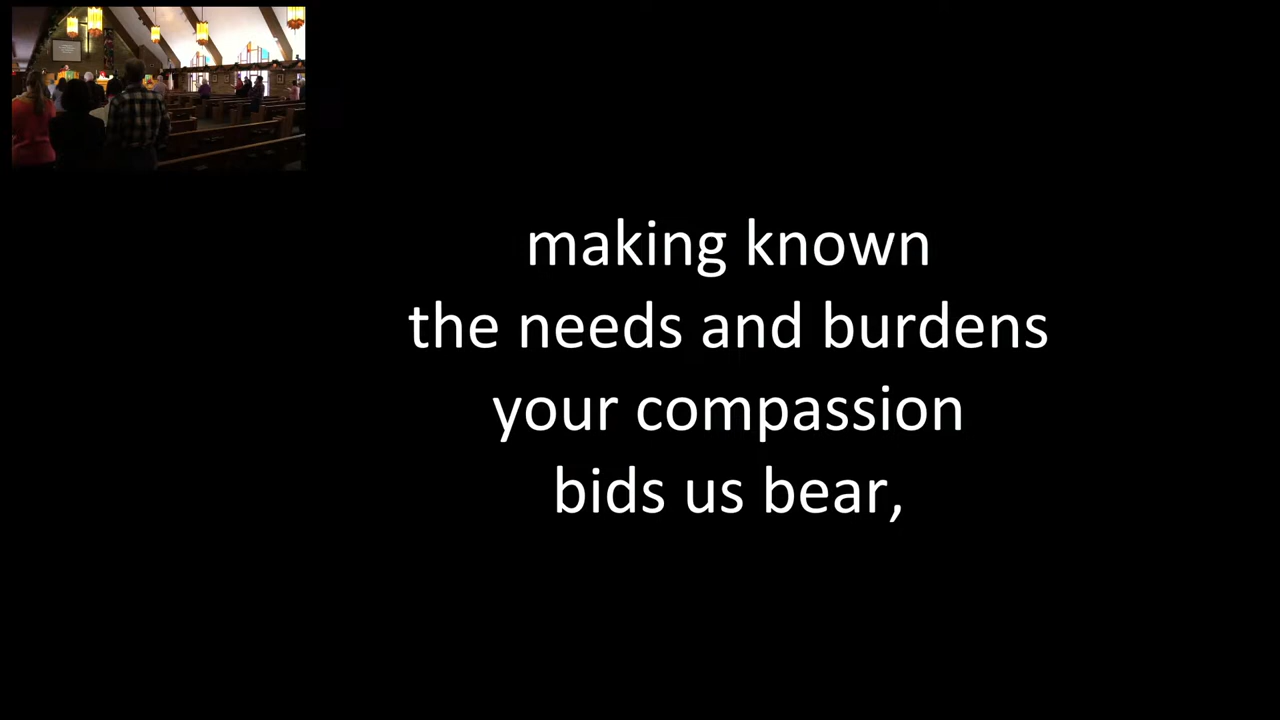 making known
the needs and burdens
your compassion
bids us bear,